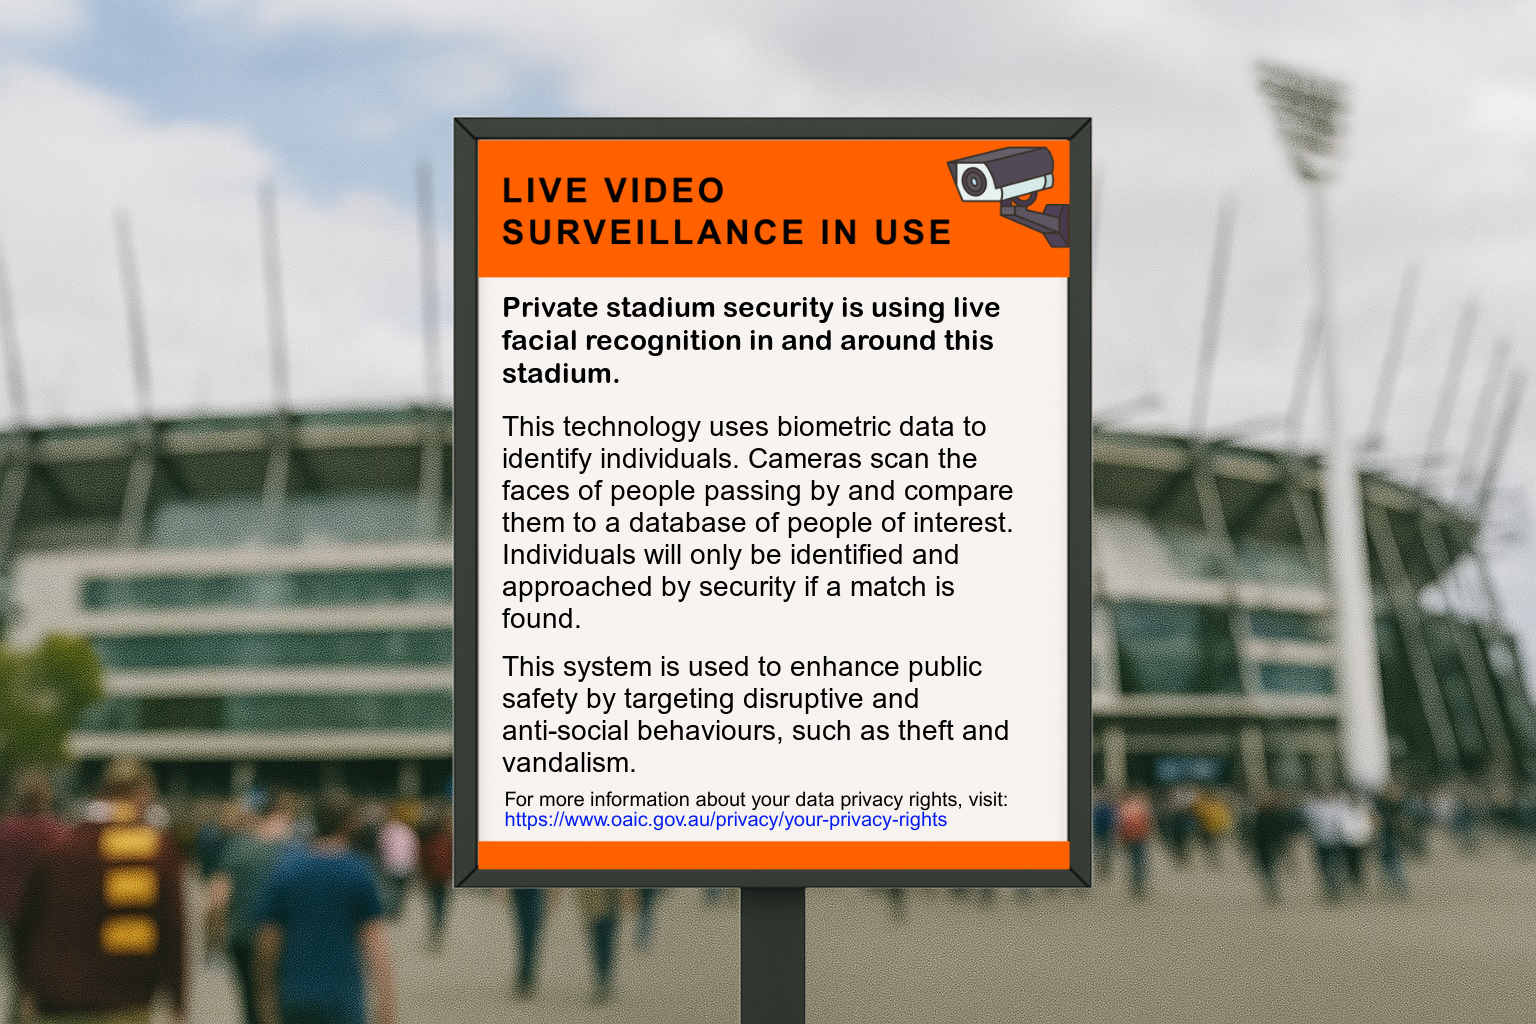 LIVE VIDEO
SURVEILLANCE IN USE
Private stadium security is using live
facial recognition in and around this
stadium.
This technology uses biometric data to
identify individuals. Cameras scan the
faces of people passing by and compare
them to a database of people of interest.
Individuals will only be identified and
approached by security if a match is
found.
This system is used to enhance public
safety by targeting disruptive and
anti-social behaviours, such as theft and
vandalism.
For more information about your data privacy rights, visit:
https://www.oaic.gov.au/privacy/your-privacy-rights